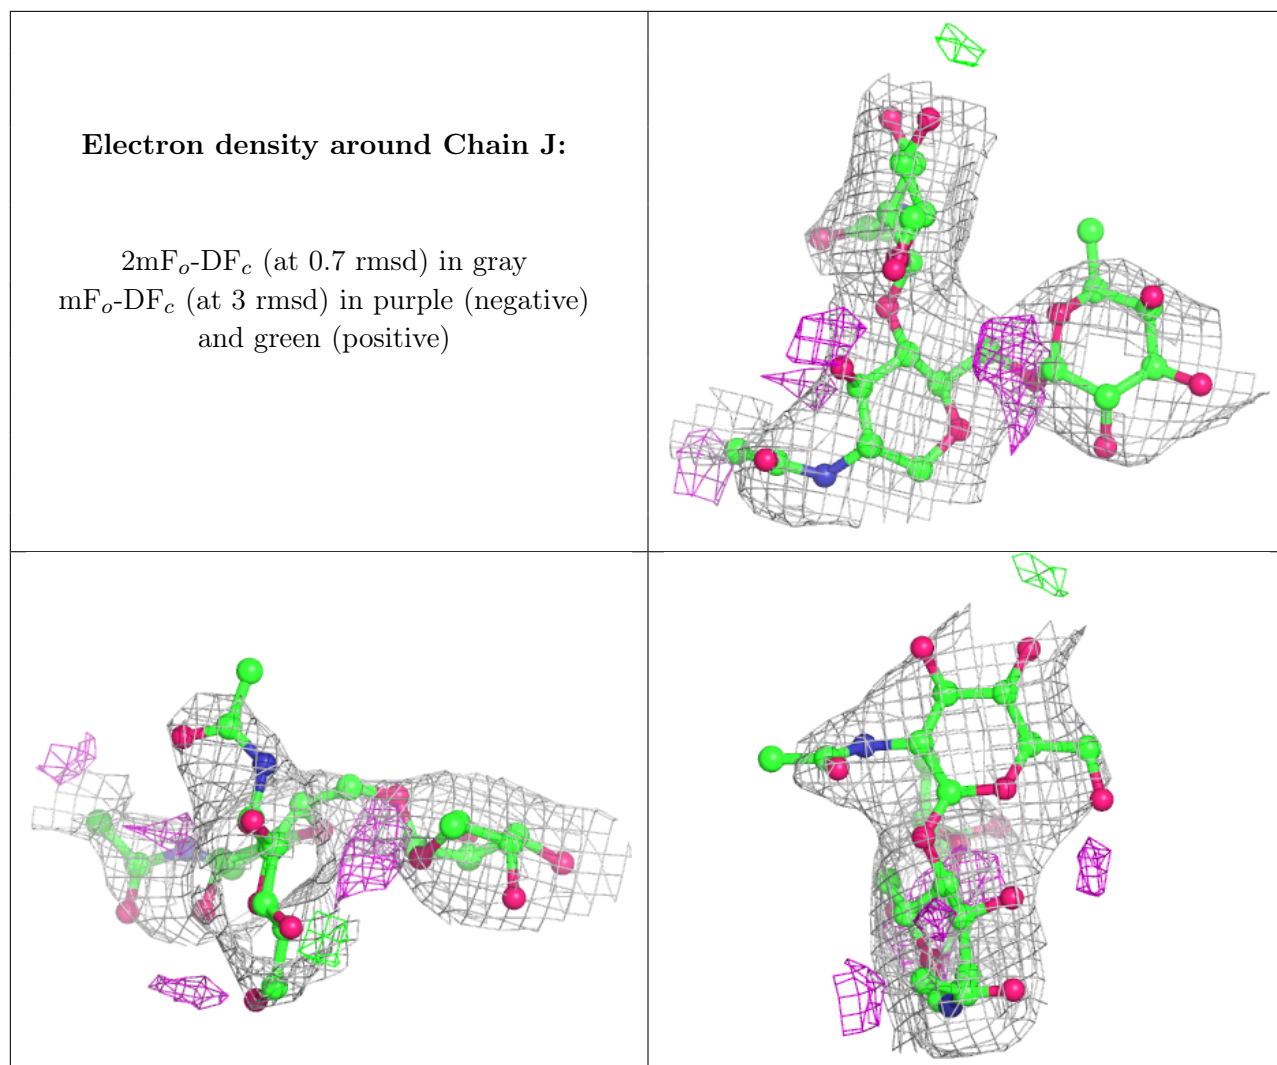 Electron density around Chain J:
2mFₒ-DF𝑐 (at 0.7 rmsd) in gray
mFₒ-DF𝑐 (at 3 rmsd) in purple (negative)
and green (positive)